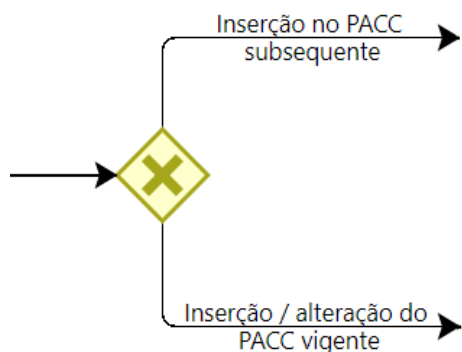 Inserção no PACC
subsequente
Inserção / alteração do
PACC vigente